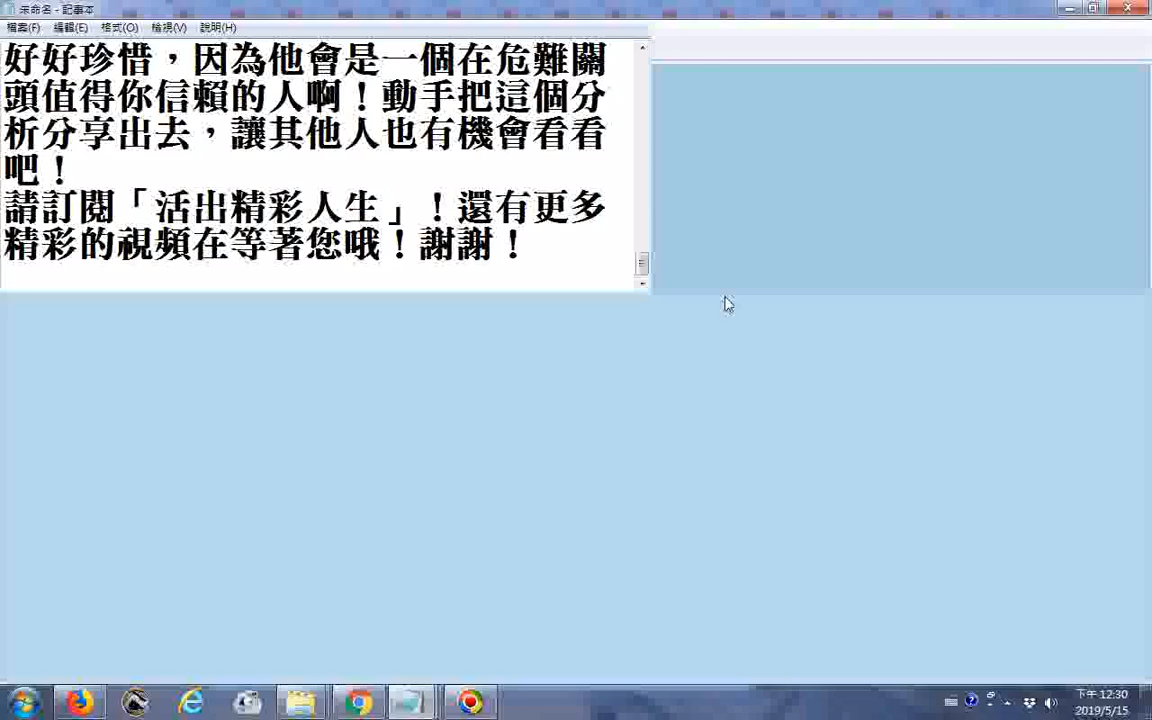 未命名 - 記事本
檔案(F) 編輯(E) 格式(O) 檢視(V) 說明(H)
好好珍惜，因為他會是一個在危難關
頭值得你信賴的人啊！動手把這個分
析分享出去，讓其他人也有機會看看
吧！
請訂閱「活出精彩人生」！還有更多
精彩的視頻在等著您哦！謝謝！
下午 12:30
2019/5/15